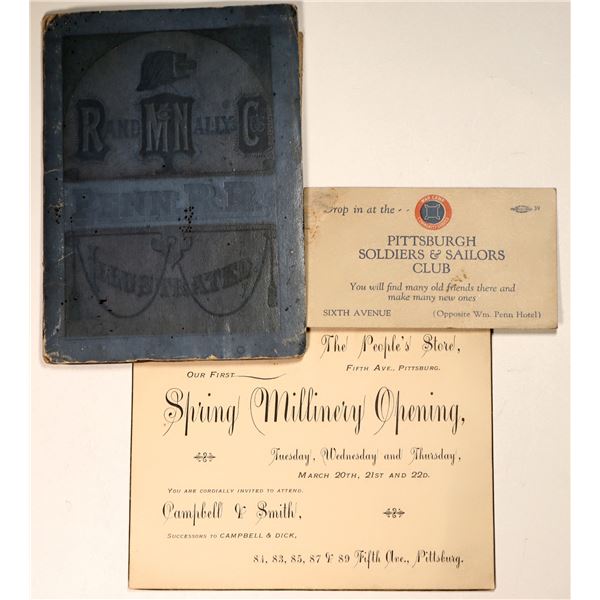 RAND McNALLY & Co's
PENN. R.R.
ILLUSTRATED
Drop in at the - -
39
PITTSBURGH
SOLDIERS & SAILORS
CLUB
You will find many old friends there and
make many new ones
SIXTH AVENUE (Opposite Wm. Penn Hotel)
The People's Store,
FIFTH AVE., PITTSBURG.
OUR FIRST
Spring Millinery Opening,
Tuesday, Wednesday and Thursday,
MARCH 20TH, 21ST AND 22D.
YOU ARE CORDIALLY INVITED TO ATTEND.
Campbell & Smith,
SUCCESSORS TO CAMPBELL & DICK,
81, 83, 85, 87 & 89 Fifth Ave., Pittsburg.